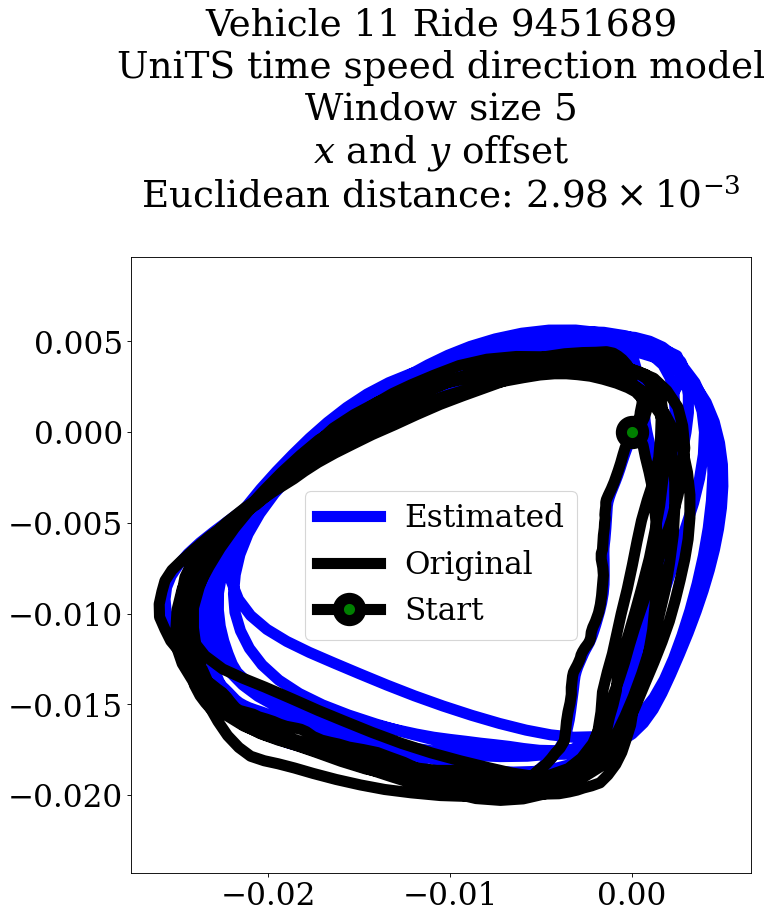 Vehicle 11 Ride 9451689
UniTS time speed direction model
Window size 5
x and y offset
Euclidean distance: 2.98 × 10⁻³
0.005
0.000
−0.005
−0.010
−0.015
−0.020
Estimated
Original
Start
−0.02 −0.01 0.00